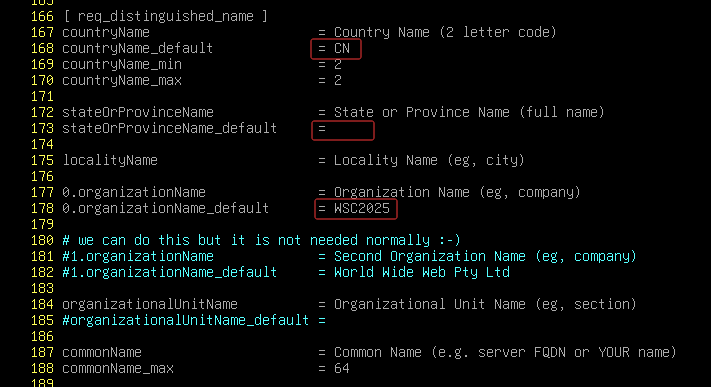 166 [ req_distinguished_name ]
167 countryName = Country Name (2 letter code)
168 countryName_default = CN
169 countryName_min = 2
170 countryName_max = 2
171
172 stateOrProvinceName = State or Province Name (full name)
173 stateOrProvinceName_default =
174
175 localityName = Locality Name (eg, city)
176
177 0.organizationName = Organization Name (eg, company)
178 0.organizationName_default = WSC2025
179
180 # we can do this but it is not needed normally :-)
181 #1.organizationName = Second Organization Name (eg, company)
182 #1.organizationName_default = World Wide Web Pty Ltd
183
184 organizationalUnitName = Organizational Unit Name (eg, section)
185 #organizationalUnitName_default =
186
187 commonName = Common Name (e.g. server FQDN or YOUR name)
188 commonName_max = 64